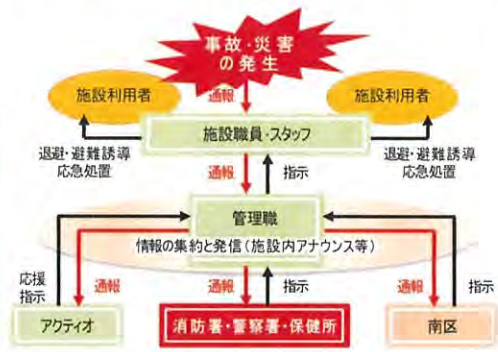 事故・災害
の発生
施設利用者
通報
施設利用者
施設職員・スタッフ
退避・避難誘導
応急処置
通報
指示
退避・避難誘導
応急処置
管理職
情報の集約と発信(施設内アナウンス等)
応援
指示
通報
通報
指示
通報
指示
アクティオ
消防署・警察署・保健所
南区